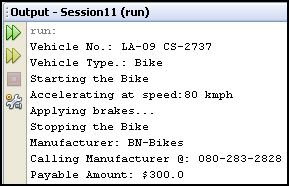 Output - Session11 (run)
run:
Vehicle No.: LA-09 CS-2737
Vehicle Type.: Bike
Starting the Bike
Accelerating at speed:80 kmph
Applying brakes...
Stopping the Bike
Manufacturer: BN-Bikes
Calling Manufacturer @: 080-283-2828
Payable Amount: $300.0